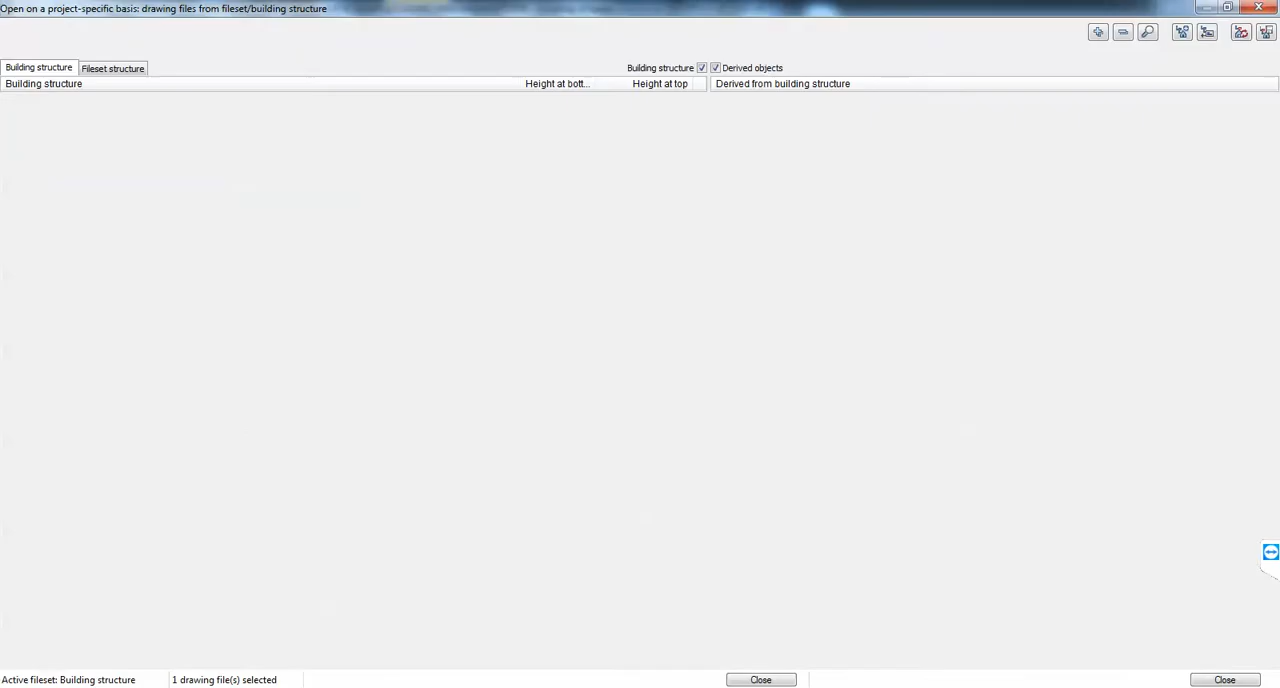 Open on a project-specific basis: drawing files from fileset/building structure
Building structure Fileset structure Building structure Derived objects
Building structure Height at bott... Height at top Derived from building structure
Active fileset: Building structure 1 drawing file(s) selected Close Close